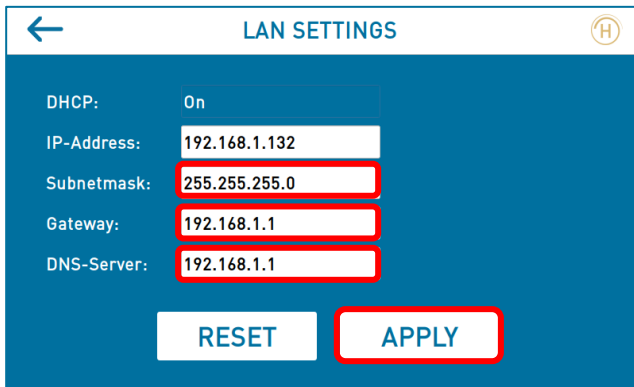 LAN SETTINGS
H
DHCP: On
IP-Address: 192.168.1.132
Subnetmask: 255.255.255.0
Gateway: 192.168.1.1
DNS-Server: 192.168.1.1
RESET APPLY